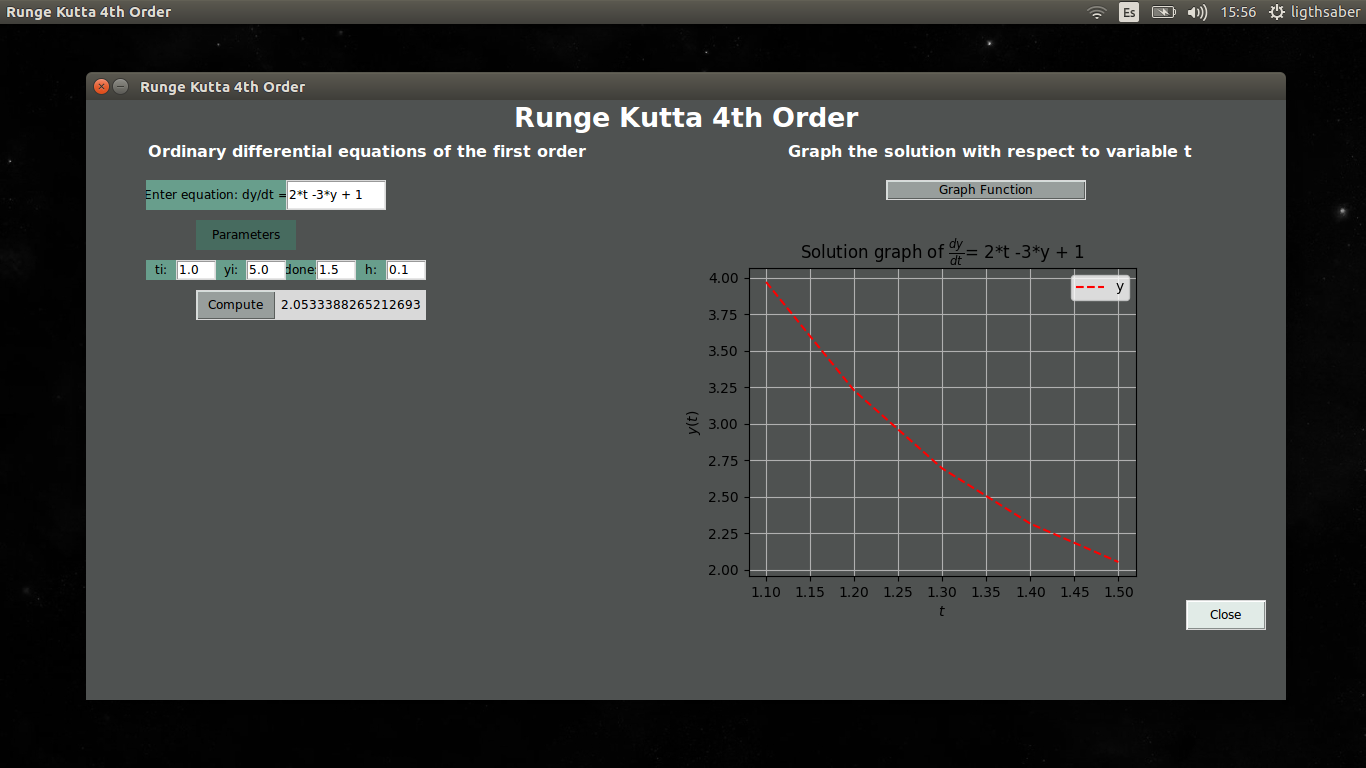 Runge Kutta 4th Order
Es 15:56 ligthsaber
Runge Kutta 4th Order
Runge Kutta 4th Order
Ordinary differential equations of the first order
Graph the solution with respect to variable t
Enter equation: dy/dt = 2*t -3*y + 1
Graph Function
Parameters
ti: 1.0 yi: 5.0 done: 1.5 h: 0.1
Compute 2.0533388265212693
Solution graph of dy/dt = 2*t -3*y + 1
y
4.00
3.75
3.50
3.25
3.00
2.75
2.50
2.25
2.00
y(t)
1.10 1.15 1.20 1.25 1.30 1.35 1.40 1.45 1.50
t
Close